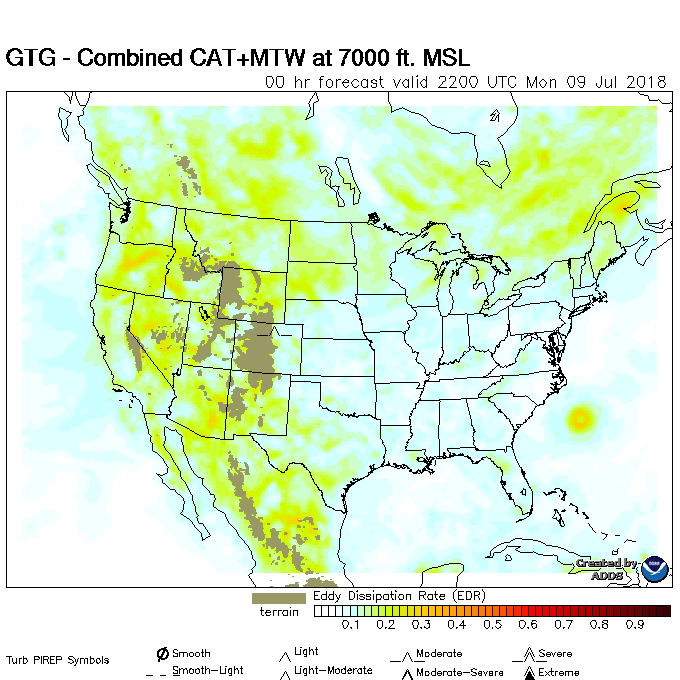 GTG - Combined CAT+MTW at 7000 ft. MSL
00 hr forecast valid 2200 UTC Mon 09 Jul 2018
Created by
ADDS
Eddy Dissipation Rate (EDR)
terrain
0.1 0.2 0.3 0.4 0.5 0.6 0.7 0.8 0.9
Turb PIREP Symbols
Smooth
Light
Moderate
Severe
Smooth-Light
Light-Moderate
Moderate-Severe
Extreme